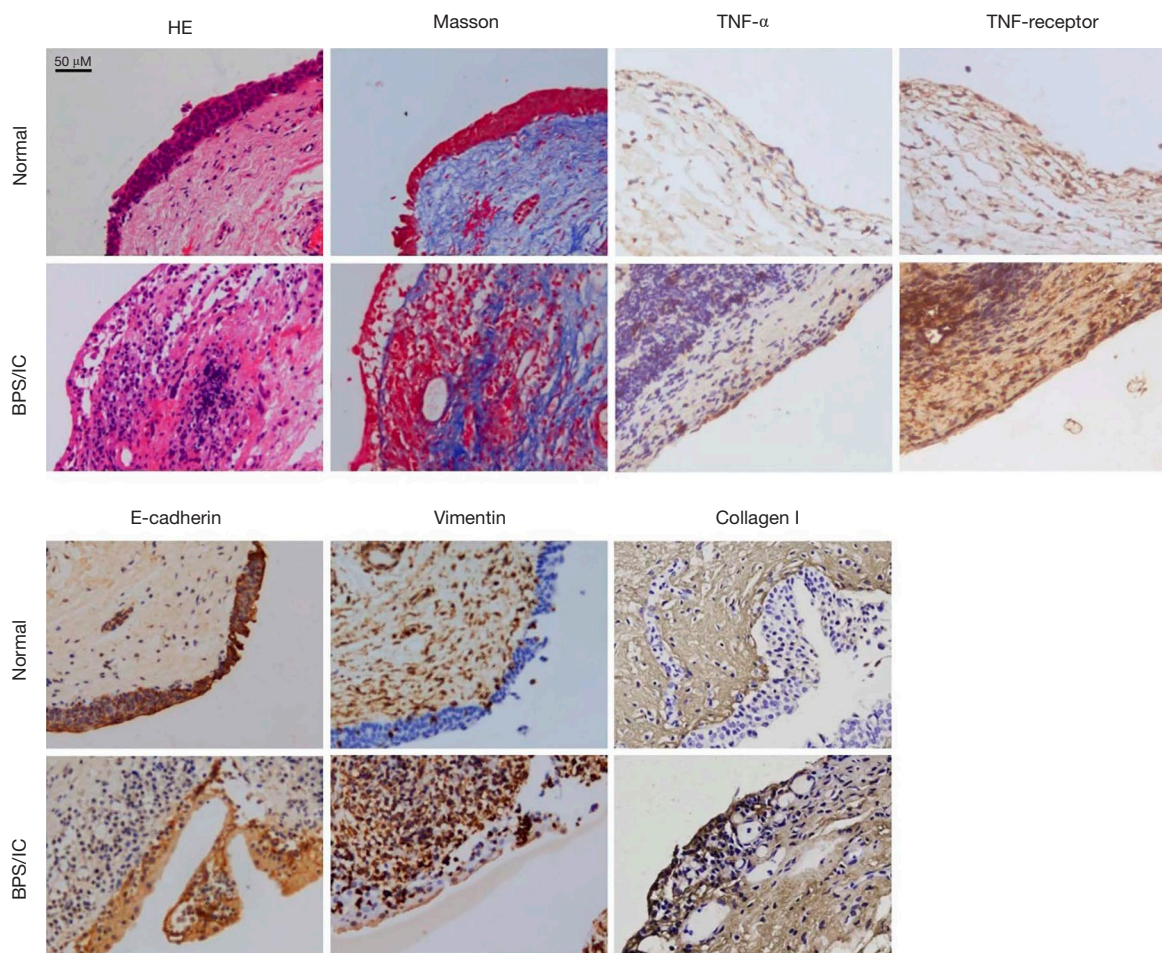 HE
Masson
TNF-α
TNF-receptor
50 μM
Normal
BPS/IC
E-cadherin
Vimentin
Collagen I
Normal
BPS/IC